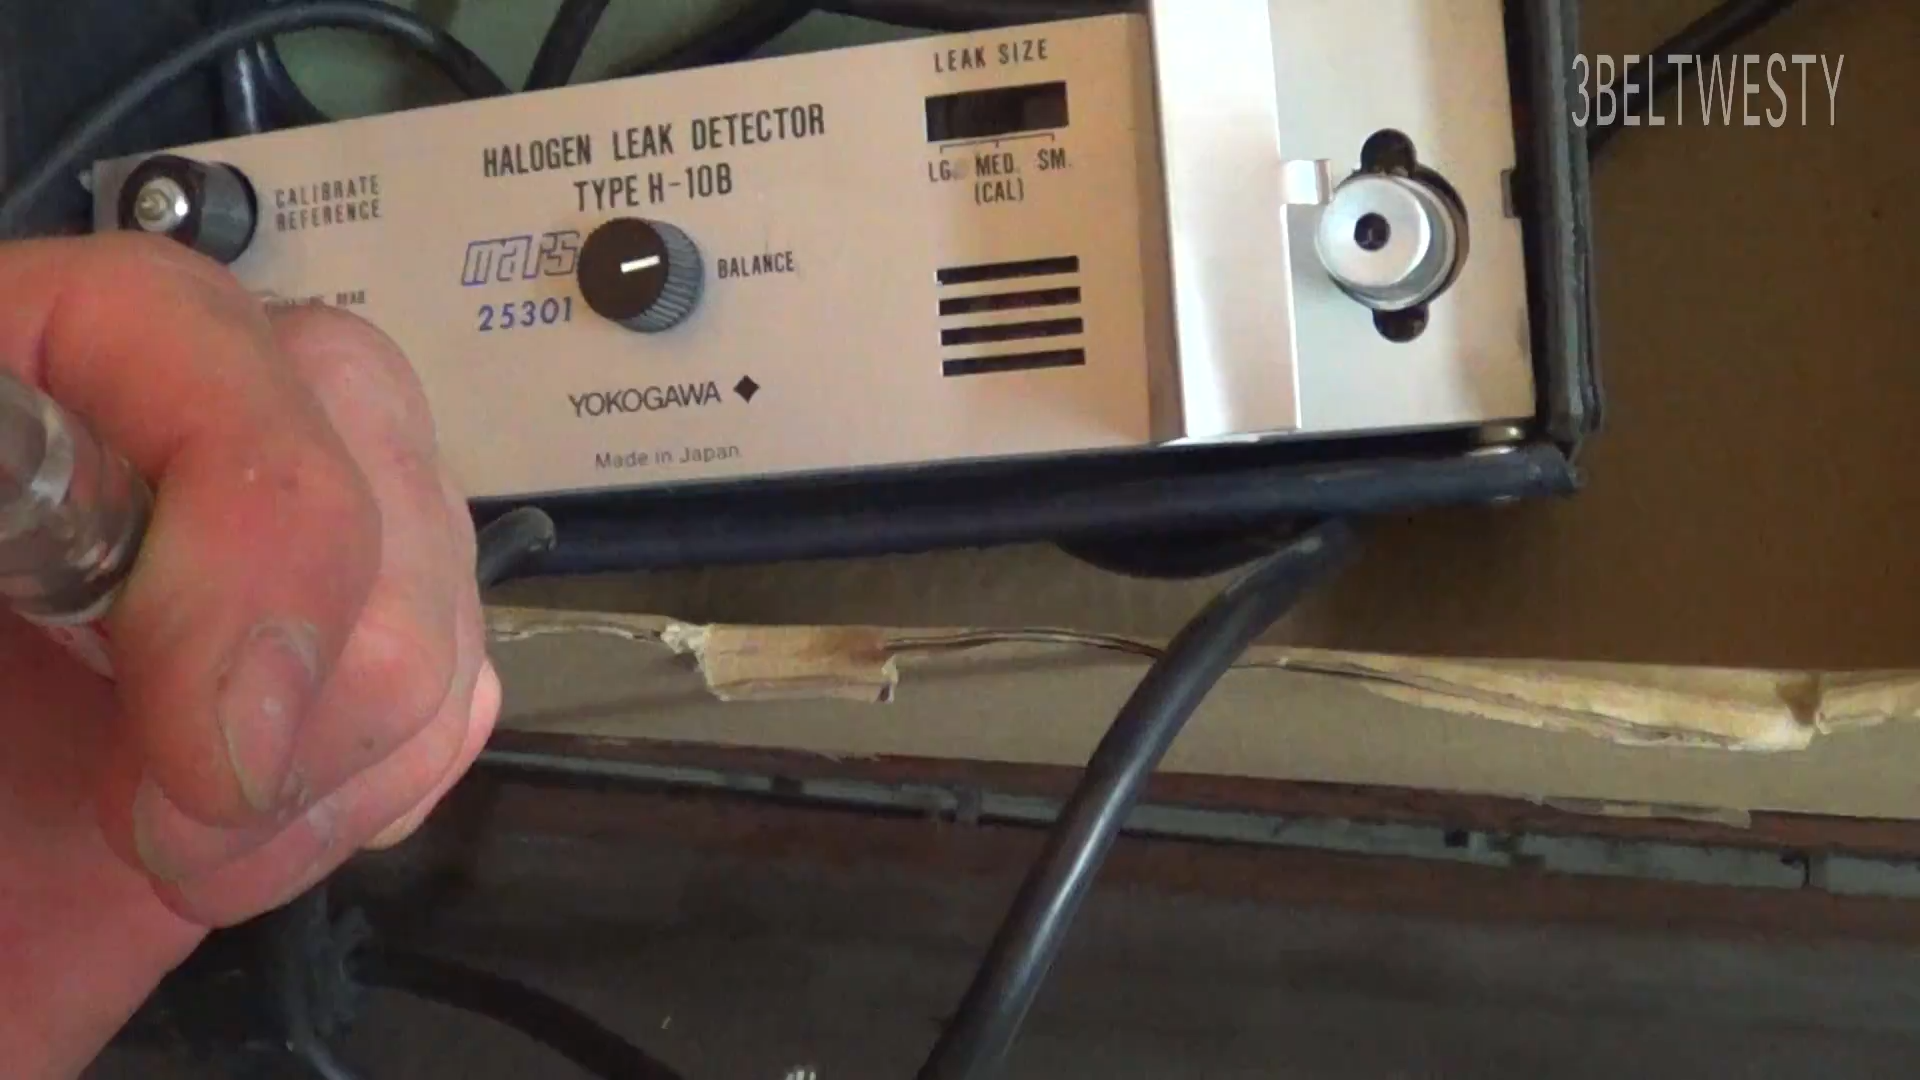 3BELTWESTY
LEAK SIZE
HALOGEN LEAK DETECTOR
TYPE H-10B
LG. MED. SM.
(CAL)
CALIBRATE
REFERENCE
mars
25301
BALANCE
YOKOGAWA
Made in Japan